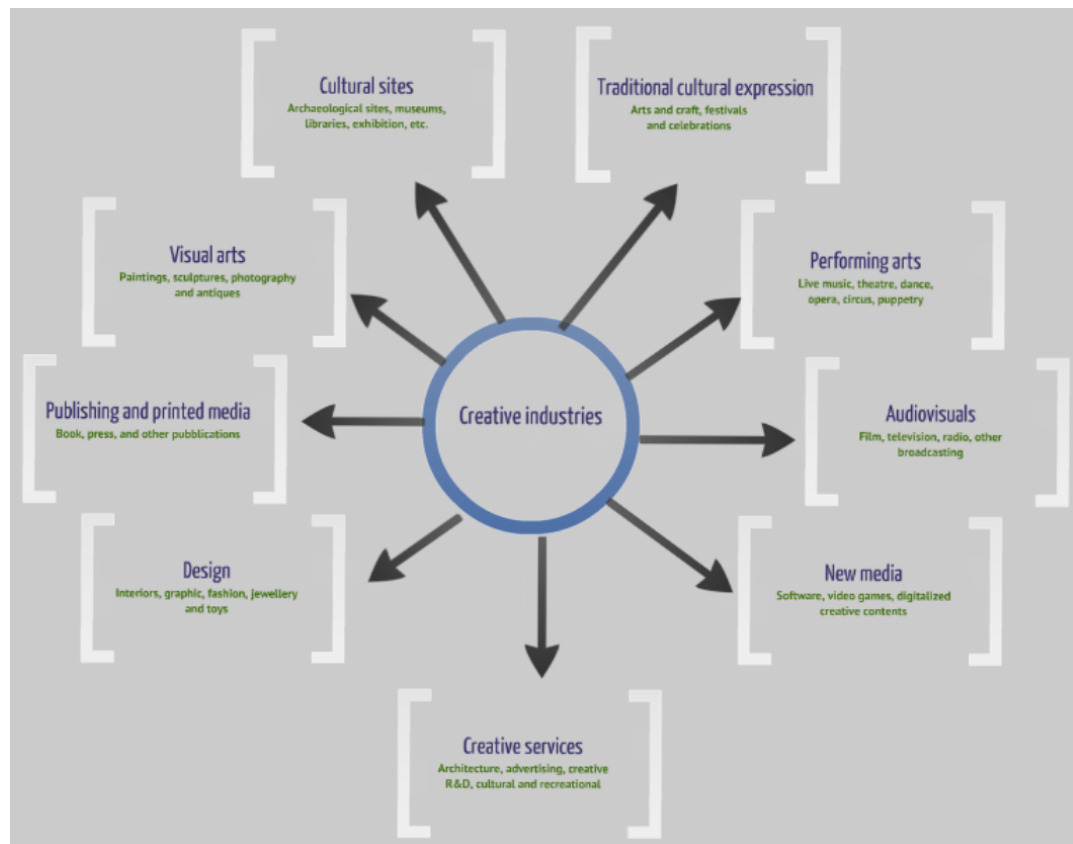 Cultural sites
Archaeological sites, museums,
libraries, exhibition, etc.
Traditional cultural expression
Arts and craft, festivals
and celebrations
Visual arts
Paintings, sculptures, photography
and antiques
Performing arts
Live music, theatre, dance,
opera, circus, puppetry
Publishing and printed media
Book, press, and other pubblications
Creative industries
Audiovisuals
Film, television, radio, other
broadcasting
Design
Interiors, graphic, fashion, jewellery
and toys
New media
Software, video games, digitalized
creative contents
Creative services
Architecture, advertising, creative
R&D, cultural and recreational